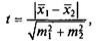 t = |x̄₁ − x̄₂| / √(m₁² + m₂²),